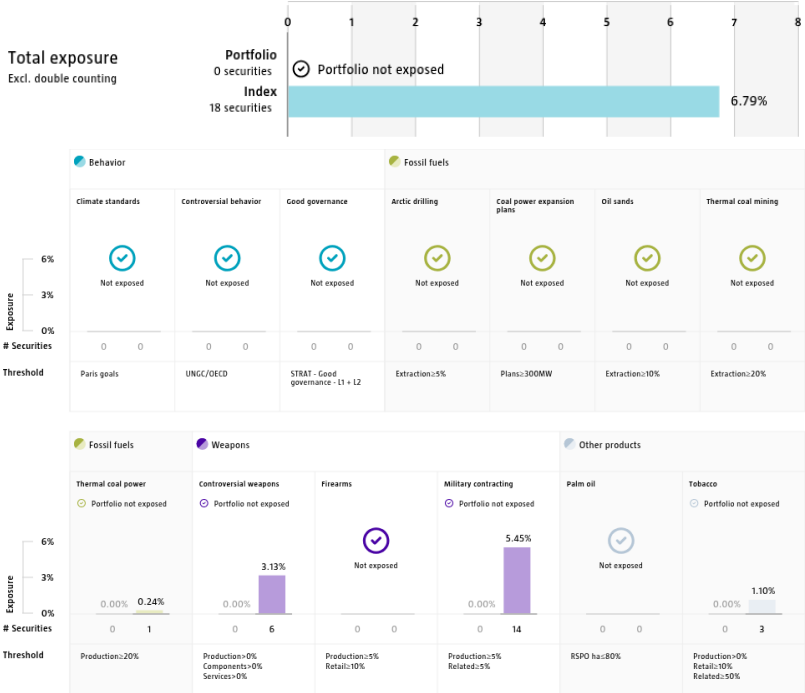 0 1 2 3 4 5 6 7 8
Total exposure
Excl. double counting
Portfolio
0 securities
Portfolio not exposed
Index
18 securities
6.79%
Behavior
Fossil fuels
Climate standards
Controversial behavior
Good governance
Arctic drilling
Coal power expansion
plans
Oil sands
Thermal coal mining
Exposure
6%
3%
0%
Not exposed
Not exposed
Not exposed
Not exposed
Not exposed
Not exposed
Not exposed
# Securities
0 0
0 0
0 0
0 0
0 0
0 0
0 0
Threshold
Paris goals
UNGC/OECD
STRAT - Good
governance - L1 + L2
Extraction≥5%
Plans≥300MW
Extraction≥10%
Extraction≥20%
Fossil fuels
Weapons
Other products
Thermal coal power
Controversial weapons
Firearms
Military contracting
Palm oil
Tobacco
Portfolio not exposed
Portfolio not exposed
Portfolio not exposed
Portfolio not exposed
Exposure
6%
3%
0%
0.00% 0.24%
0.00% 3.13%
Not exposed
0.00% 5.45%
Not exposed
0.00% 1.10%
# Securities
0 1
0 6
0 0
0 14
0 0
0 3
Threshold
Production≥20%
Production>0%
Components>0%
Services>0%
Production≥5%
Retail≥10%
Production≥5%
Related≥5%
RSPO ha≤80%
Production>0%
Retail≥10%
Related≥50%